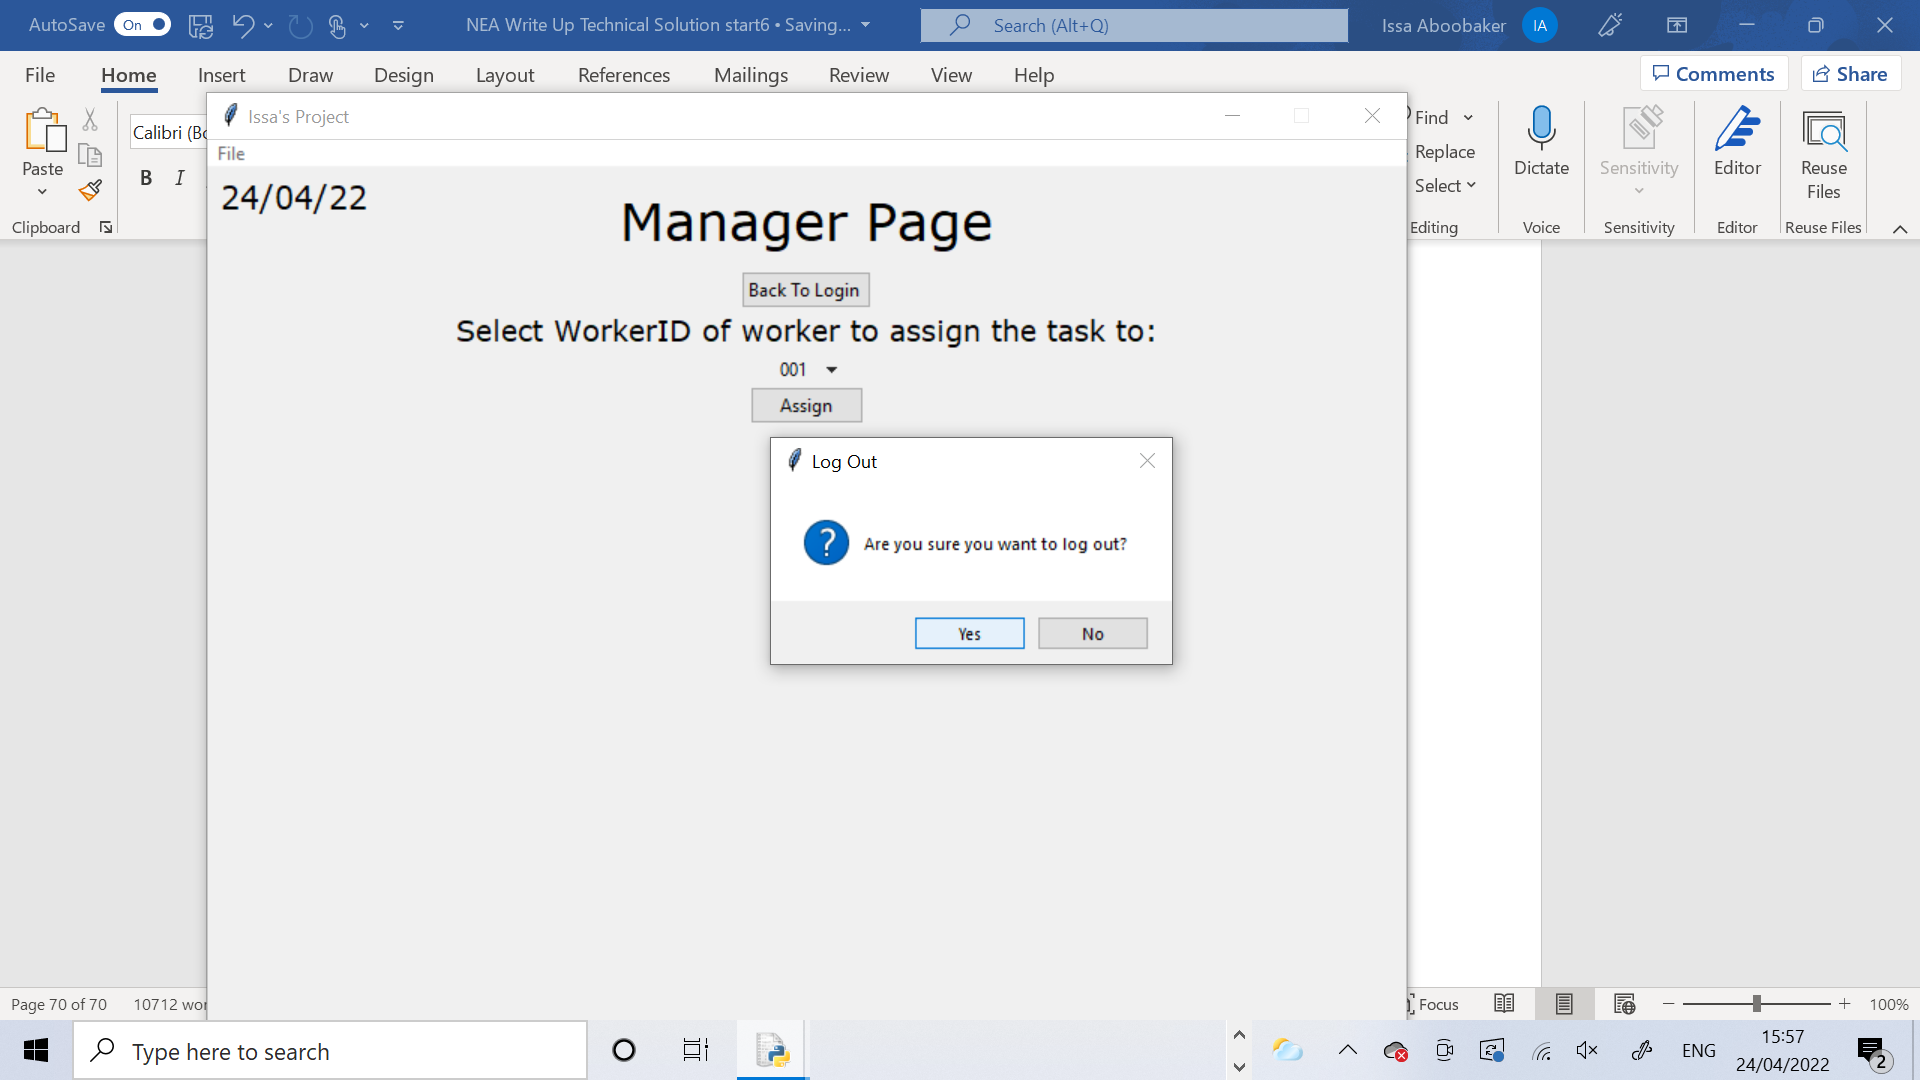 AutoSave On
NEA Write Up Technical Solution start6 • Saving...
Search (Alt+Q)
Issa Aboobaker IA
File Home Insert Draw Design Layout References Mailings Review View Help
Comments Share
Paste
Clipboard
Calibri (Bo
B I
Find
Replace
Select
Editing
Dictate
Voice
Sensitivity
Sensitivity
Editor
Editor
Reuse
Files
Reuse Files
Issa's Project
File
24/04/22
Manager Page
Back To Login
Select WorkerID of worker to assign the task to:
001
Assign
Log Out
Are you sure you want to log out?
Yes No
Page 70 of 70 10712 wor
Focus 100%
Type here to search
ENG
15:57
24/04/2022
2